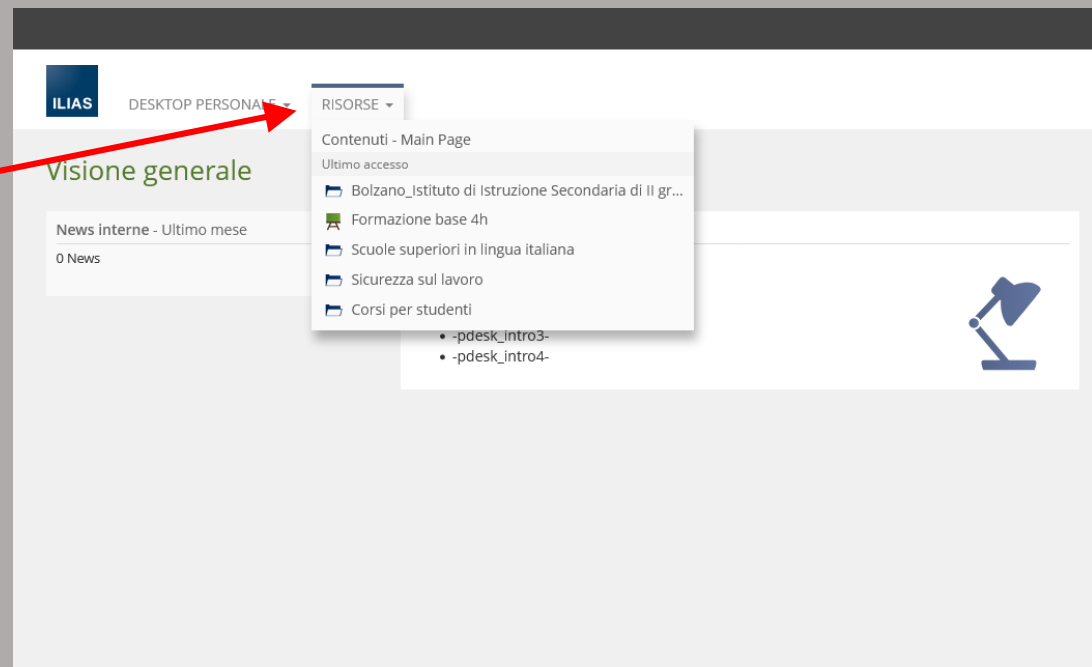 ILIAS
DESKTOP PERSONALE
RISORSE
Contenuti - Main Page
Ultimo accesso
Bolzano_Istituto di Istruzione Secondaria di II gr...
Formazione base 4h
Scuole superiori in lingua italiana
Sicurezza sul lavoro
Corsi per studenti
Visione generale
News interne - Ultimo mese
0 News
• -pdesk_intro3-
• -pdesk_intro4-